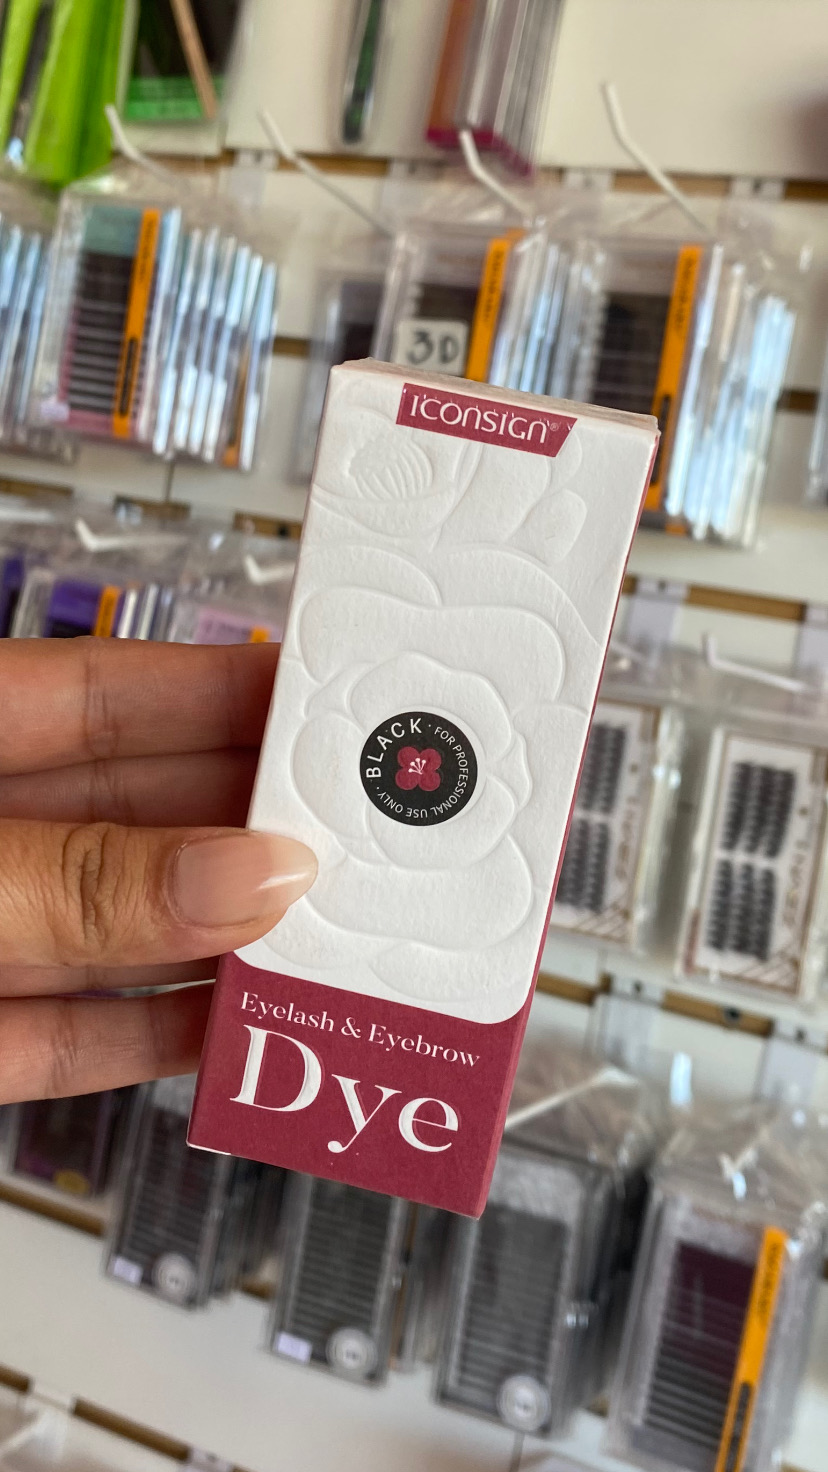 3D
ICONSIGN®
BLACK · FOR PROFESSIONAL USE ONLY ·
Eyelash & Eyebrow
Dye